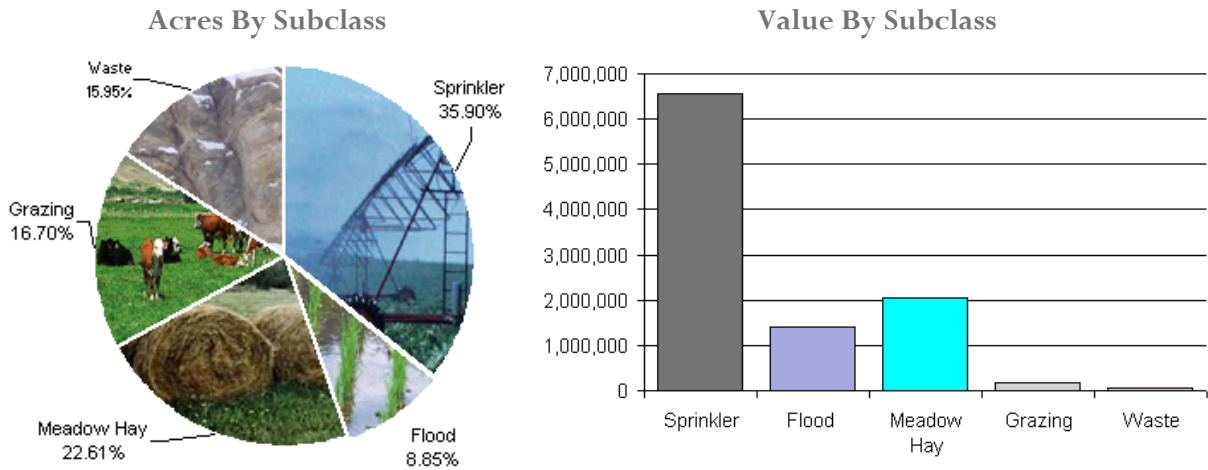 Acres By Subclass
Waste
15.95%
Sprinkler
35.90%
Grazing
16.70%
Meadow Hay
22.61%
Flood
8.85%
Value By Subclass
7,000,000
6,000,000
5,000,000
4,000,000
3,000,000
2,000,000
1,000,000
0
Sprinkler
Flood
Meadow
Hay
Grazing
Waste